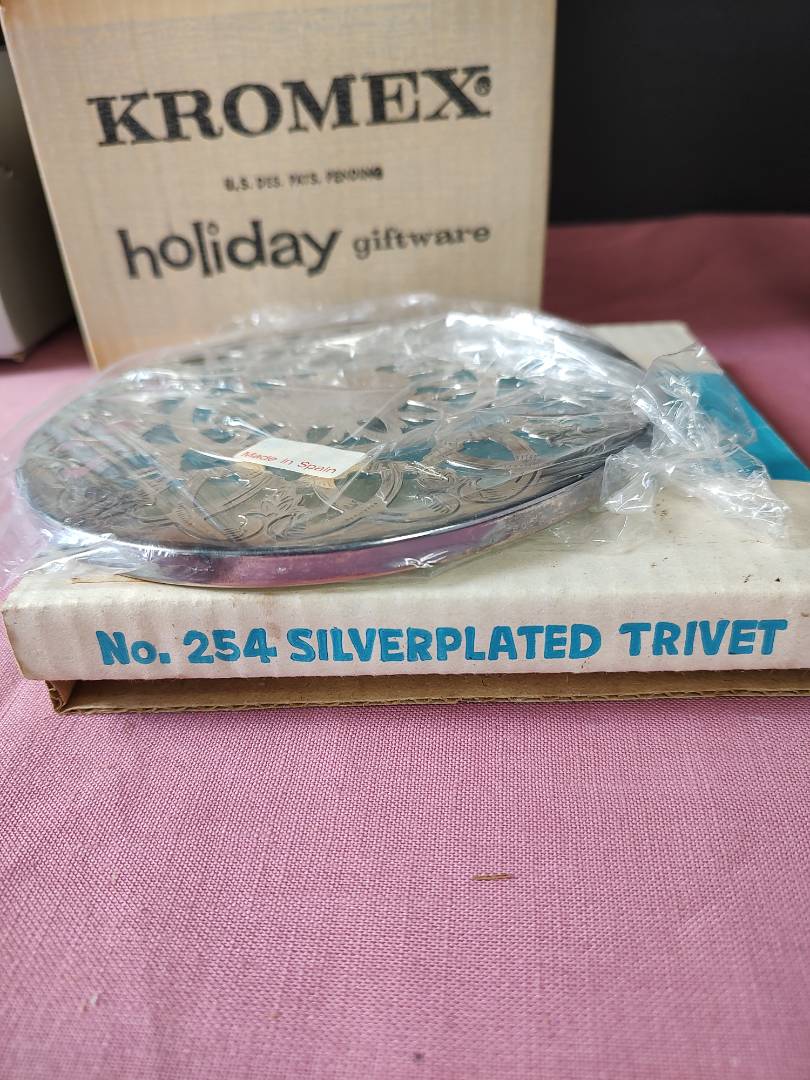 KROMEX®
U.S. DES. PATS. PENDING
holiday giftware
Made in Spain
No. 254 SILVERPLATED TRIVET